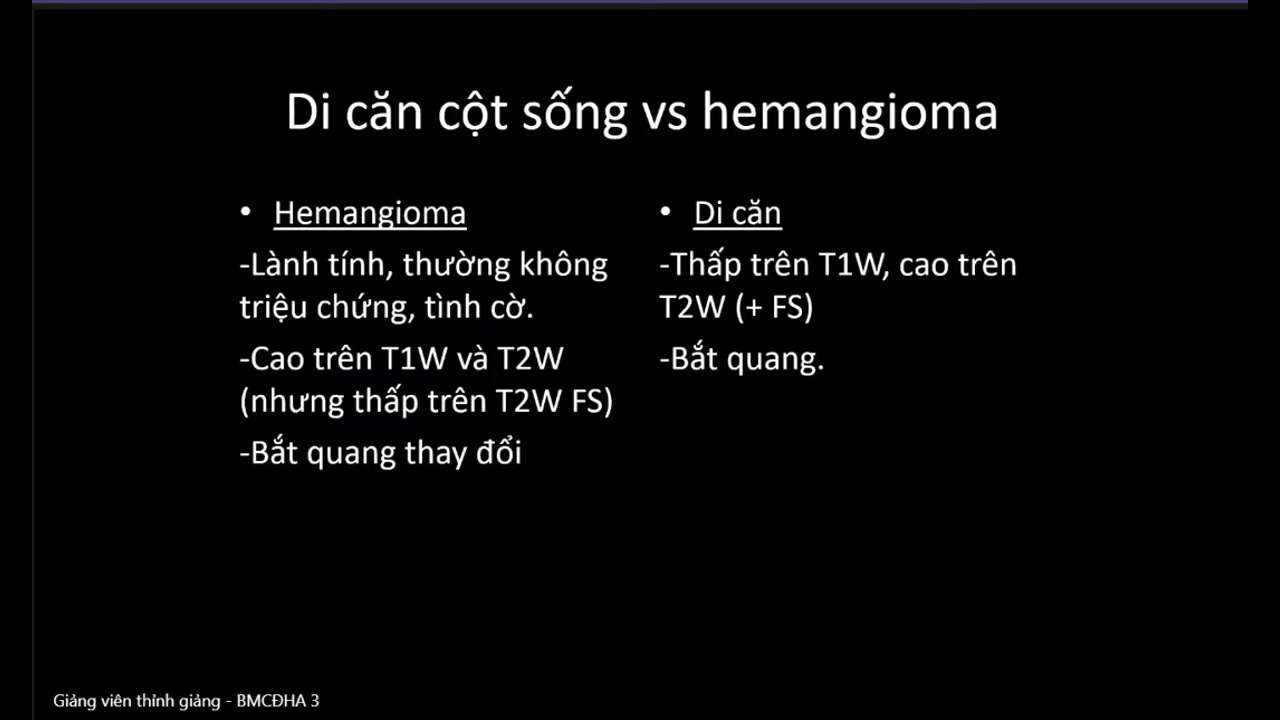 Di căn cột sống vs hemangioma
• Hemangioma
-Lành tính, thường không
triệu chứng, tình cờ.
-Cao trên T1W và T2W
(nhưng thấp trên T2W FS)
-Bắt quang thay đổi
• Di căn
-Thấp trên T1W, cao trên
T2W (+ FS)
-Bắt quang.
Giảng viên thỉnh giảng - BMCĐHA 3